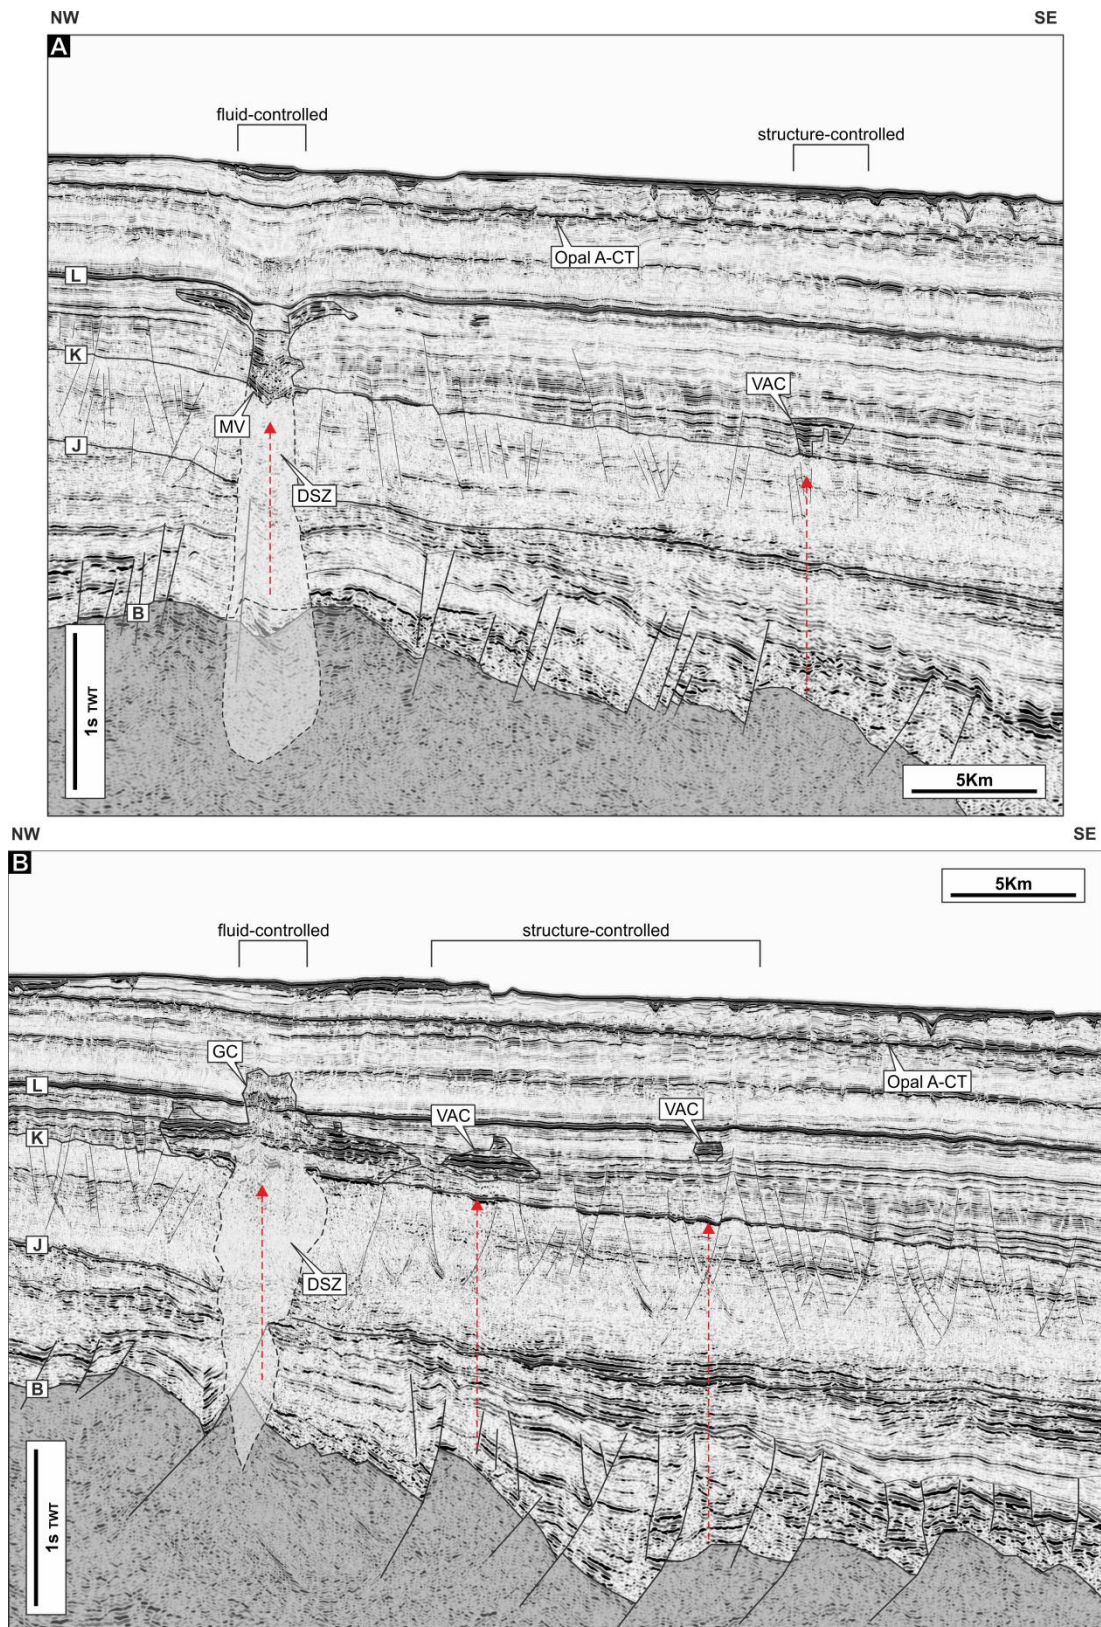 NW
SE
A
fluid-controlled
structure-controlled
Opal A-CT
L
K
VAC
MV
J
DSZ
B
1s TWT
5Km
NW
SE
B
5Km
fluid-controlled
structure-controlled
GC
Opal A-CT
L
VAC
VAC
K
J
DSZ
B
1s TWT